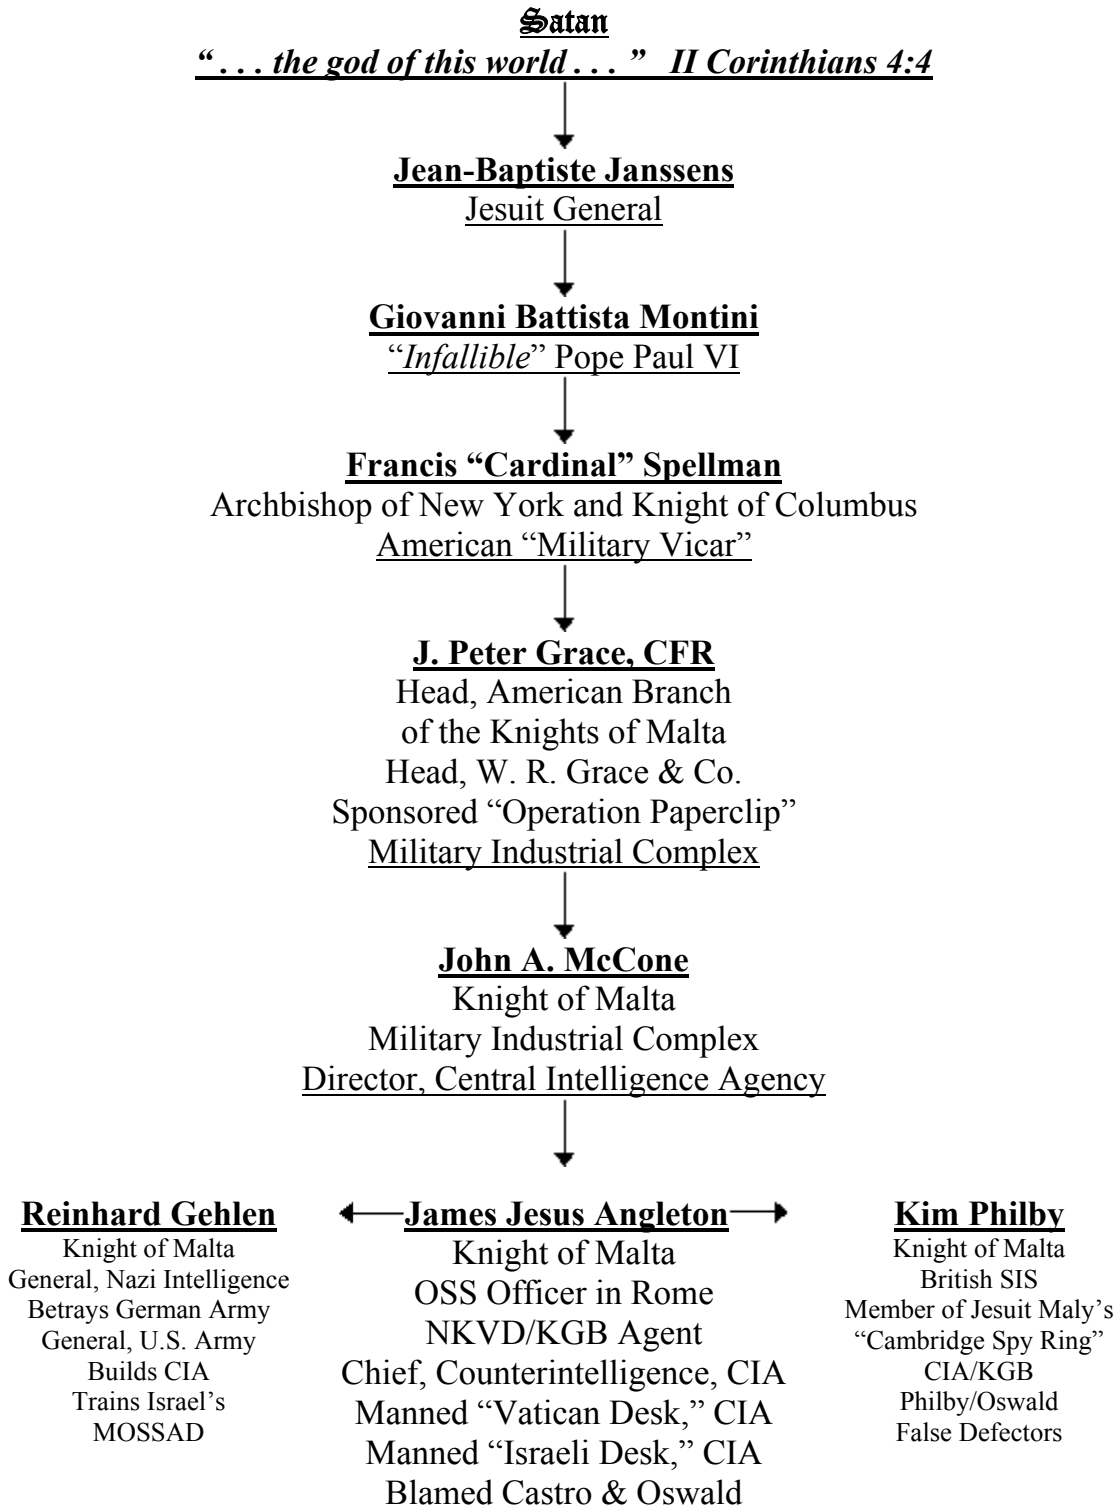 Satan
“ . . . the god of this world . . . ” II Corinthians 4:4
Jean-Baptiste Janssens
Jesuit General
Giovanni Battista Montini
“Infallible” Pope Paul VI
Francis “Cardinal” Spellman
Archbishop of New York and Knight of Columbus
American “Military Vicar”
J. Peter Grace, CFR
Head, American Branch
of the Knights of Malta
Head, W. R. Grace & Co.
Sponsored “Operation Paperclip”
Military Industrial Complex
John A. McCone
Knight of Malta
Military Industrial Complex
Director, Central Intelligence Agency
Reinhard Gehlen
Knight of Malta
General, Nazi Intelligence
Betrays German Army
General, U.S. Army
Builds CIA
Trains Israel’s
MOSSAD
James Jesus Angleton
Knight of Malta
OSS Officer in Rome
NKVD/KGB Agent
Chief, Counterintelligence, CIA
Manned “Vatican Desk,” CIA
Manned “Israeli Desk,” CIA
Blamed Castro & Oswald
Kim Philby
Knight of Malta
British SIS
Member of Jesuit Maly’s
“Cambridge Spy Ring”
CIA/KGB
Philby/Oswald
False Defectors